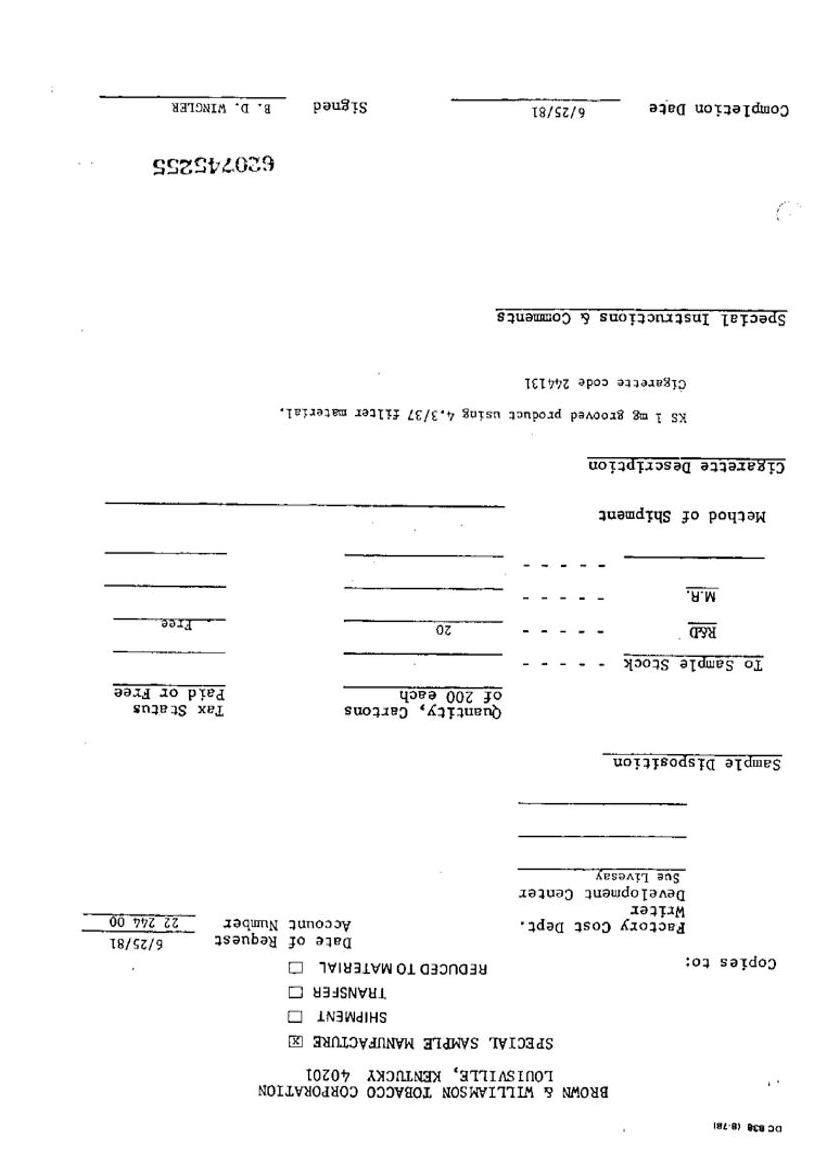 DC 838 (8-78)
BROWN & WILLIAMSON TOBACCO CORPORATION
LOUISVILLE, KENTUCKY 40201
SPECIAL SAMPLE MANUFACTURE ☒
SHIPMENT ☐
TRANSFER ☐
REDUCED TO MATERIAL ☐
Copies to:
Date of Request 6/25/81
Factory Cost Dept. Account Number 22 244 00
Writer
Development Center
Sue Livesay
Sample Disposition
Quantity, Cartons Tax Status
of 200 each Paid or Free
To Sample Stock - - - - -
R&D - - - - - 20 Free
M.R. - - - - -
- - - - -
Method of Shipment
Cigarette Description
KS 1 mg grooved product using 4.3/37 filter material.
Cigarette code 244131
Special Instructions & Comments
620745255
Completion Date 6/25/81 Signed B. D. WINGLER